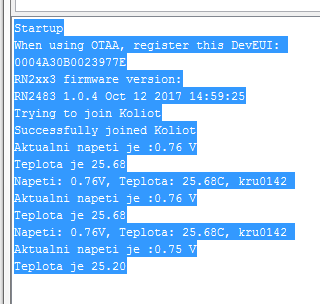 Startup
When using OTAA, register this DevEUI:
0004A30B0023977E
RN2xx3 firmware version:
RN2483 1.0.4 Oct 12 2017 14:59:25
Trying to join Koliot
Successfully joined Koliot
Aktualni napeti je :0.76 V
Teplota je 25.68
Napeti: 0.76V, Teplota: 25.68C, kru0142
Aktualni napeti je :0.76 V
Teplota je 25.68
Napeti: 0.76V, Teplota: 25.68C, kru0142
Aktualni napeti je :0.75 V
Teplota je 25.20